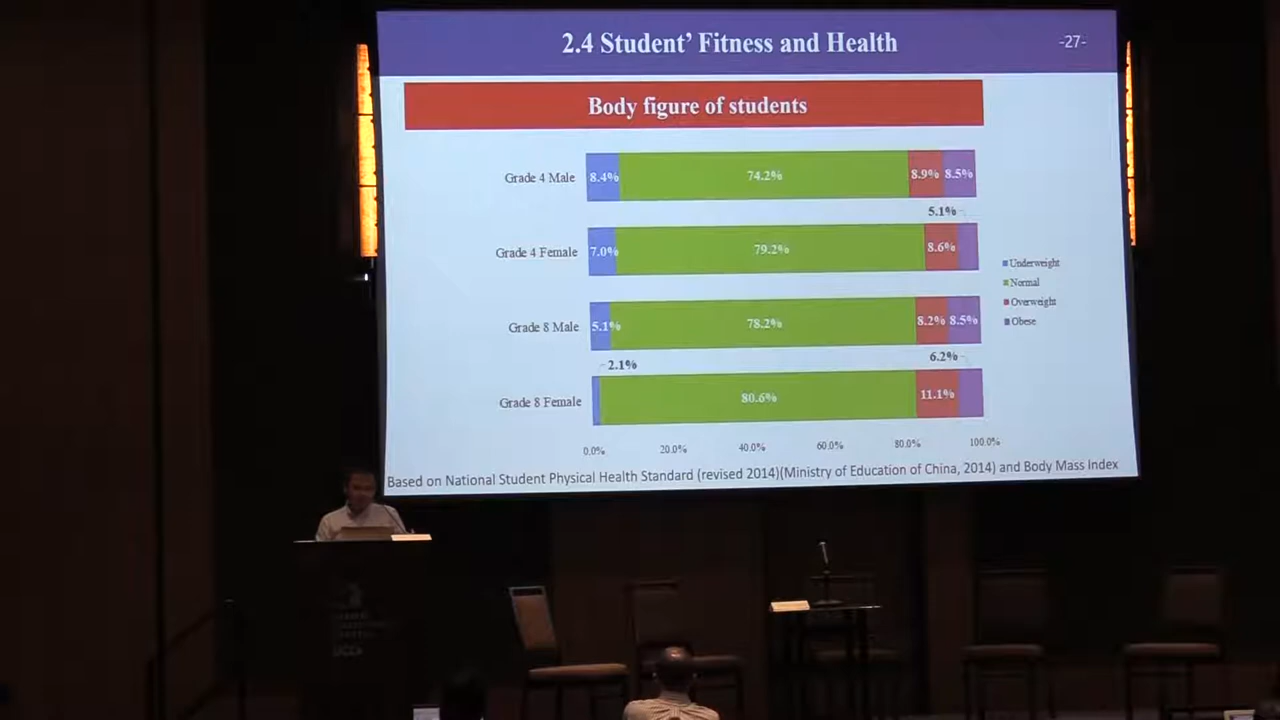 2.4 Student’ Fitness and Health
-27-
Body figure of students
Grade 4 Male 8.4% 74.2% 8.9% 8.5%
5.1%
Grade 4 Female 7.0% 79.2% 8.6%
Grade 8 Male 5.1% 78.2% 8.2% 8.5%
2.1% 6.2%
Grade 8 Female 80.6% 11.1%
0.0% 20.0% 40.0% 60.0% 80.0% 100.0%
Underweight
Normal
Overweight
Obese
Based on National Student Physical Health Standard (revised 2014)(Ministry of Education of China, 2014) and Body Mass Index